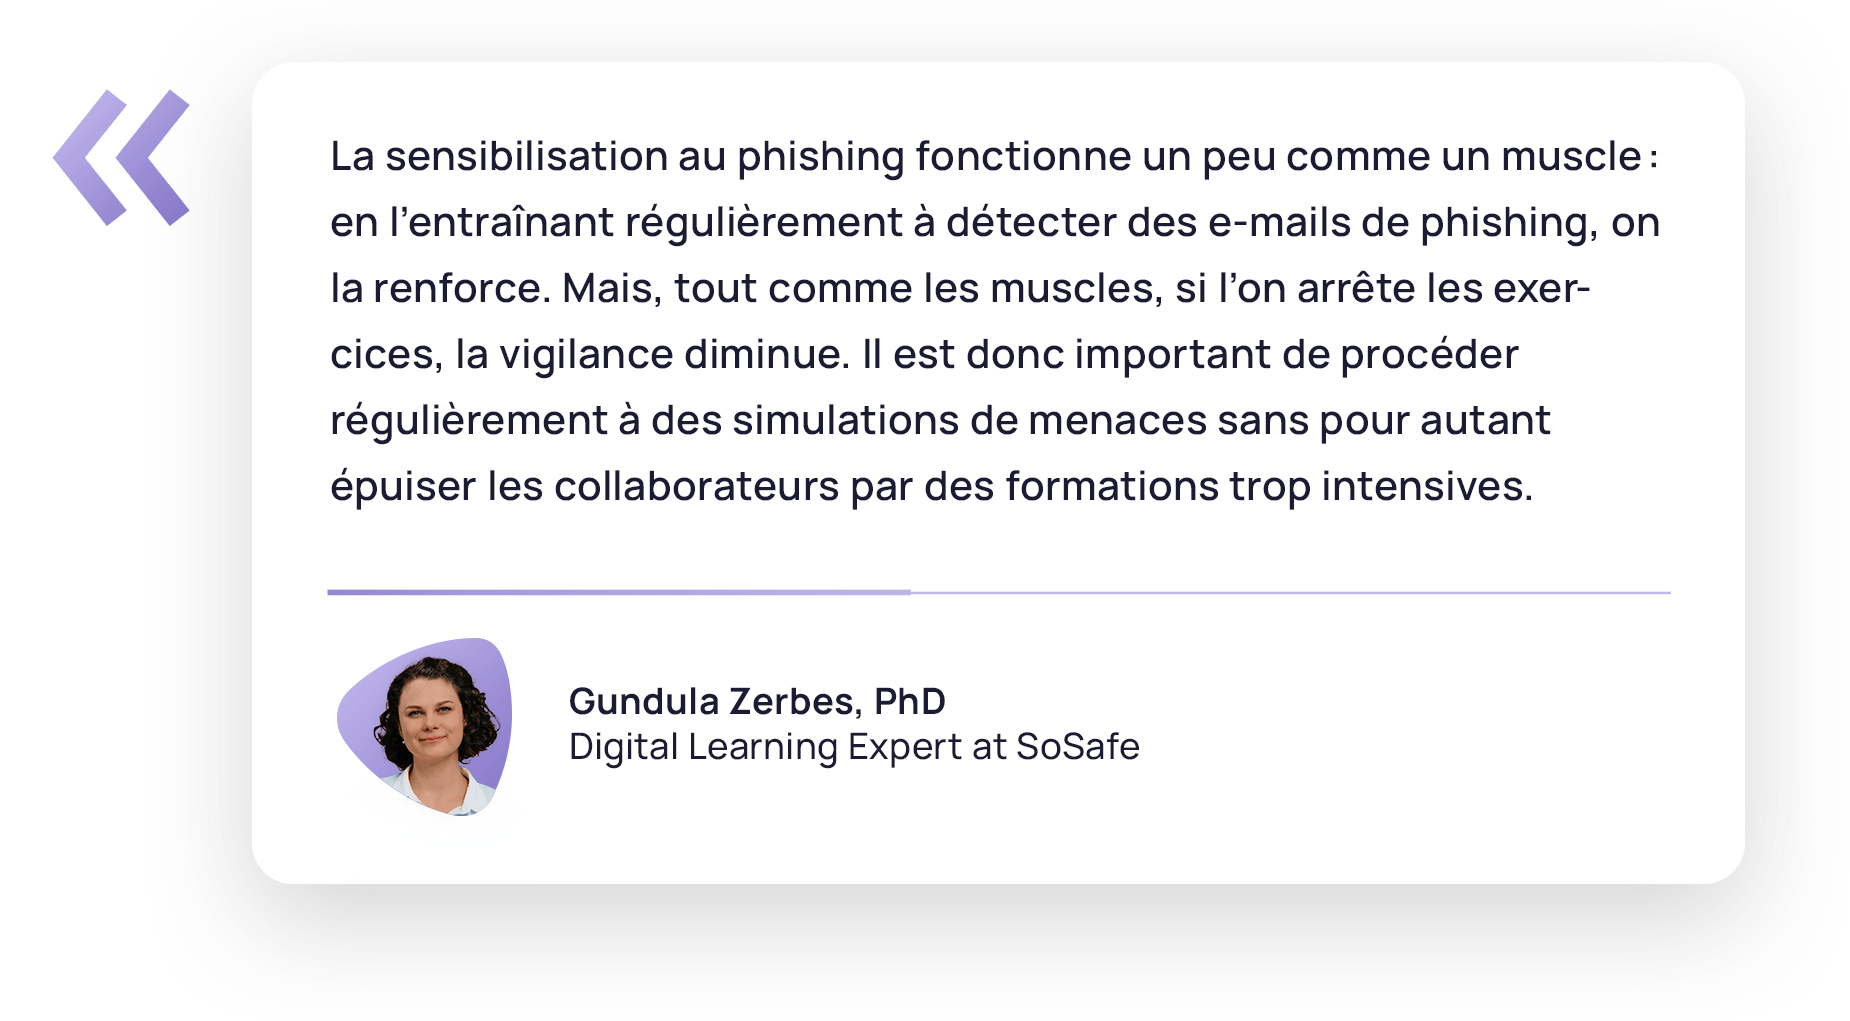 «
La sensibilisation au phishing fonctionne un peu comme un muscle :
en l’entraînant régulièrement à détecter des e-mails de phishing, on
la renforce. Mais, tout comme les muscles, si l’on arrête les exer-
cices, la vigilance diminue. Il est donc important de procéder
régulièrement à des simulations de menaces sans pour autant
épuiser les collaborateurs par des formations trop intensives.
Gundula Zerbes, PhD
Digital Learning Expert at SoSafe